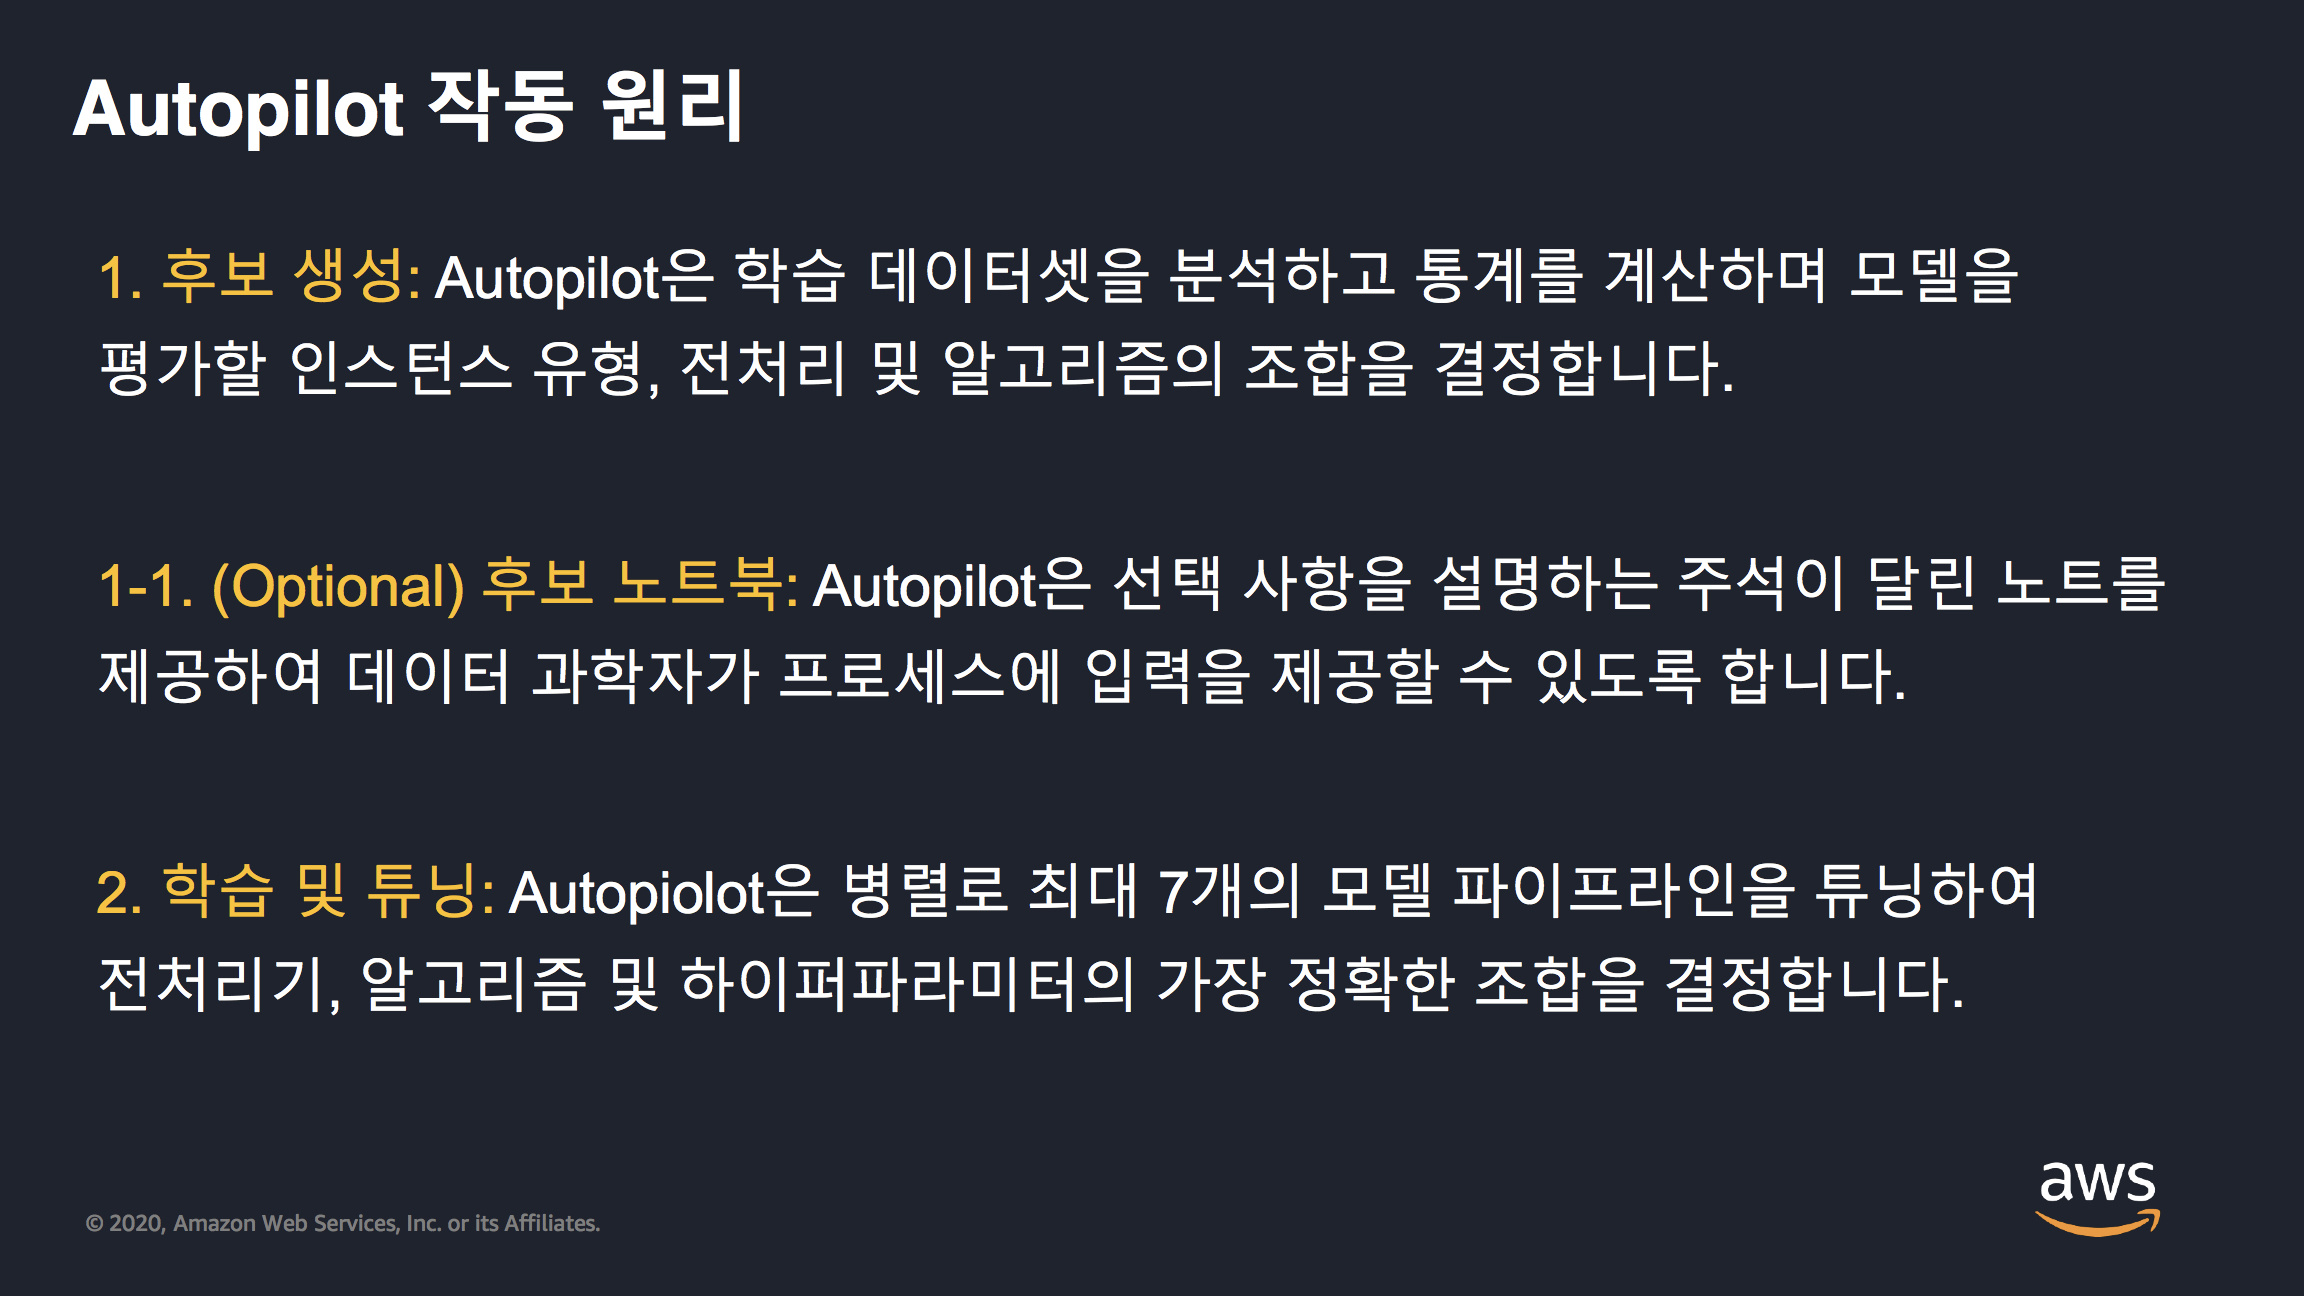 Autopilot 작동 원리
1. 후보 생성: Autopilot은 학습 데이터셋을 분석하고 통계를 계산하며 모델을
평가할 인스턴스 유형, 전처리 및 알고리즘의 조합을 결정합니다.
1-1. (Optional) 후보 노트북: Autopilot은 선택 사항을 설명하는 주석이 달린 노트를
제공하여 데이터 과학자가 프로세스에 입력을 제공할 수 있도록 합니다.
2. 학습 및 튜닝: Autopiolot은 병렬로 최대 7개의 모델 파이프라인을 튜닝하여
전처리기, 알고리즘 및 하이퍼파라미터의 가장 정확한 조합을 결정합니다.
© 2020, Amazon Web Services, Inc. or its Affiliates.
aws